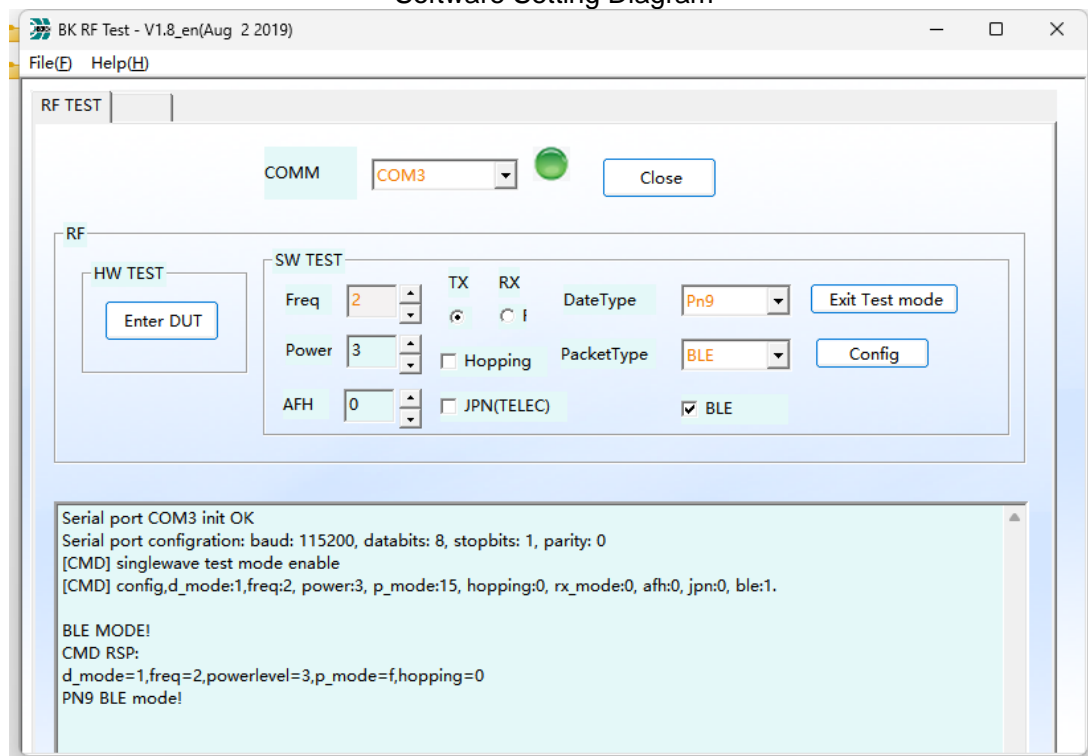 Software Setting Diagram
BK RF Test - V1.8_en(Aug 2 2019)
File(F) Help(H)
RF TEST
COMM COM3 Close
RF
HW TEST
Enter DUT
SW TEST
TX RX
Freq 2 DateType Pn9 Exit Test mode
Power 3 Hopping PacketType BLE Config
AFH 0 JPN(TELEC) BLE
Serial port COM3 init OK
Serial port configration: baud: 115200, databits: 8, stopbits: 1, parity: 0
[CMD] singlewave test mode enable
[CMD] config,d_mode:1,freq:2, power:3, p_mode:15, hopping:0, rx_mode:0, afh:0, jpn:0, ble:1.
BLE MODE!
CMD RSP:
d_mode=1,freq=2,powerlevel=3,p_mode=f,hopping=0
PN9 BLE mode!